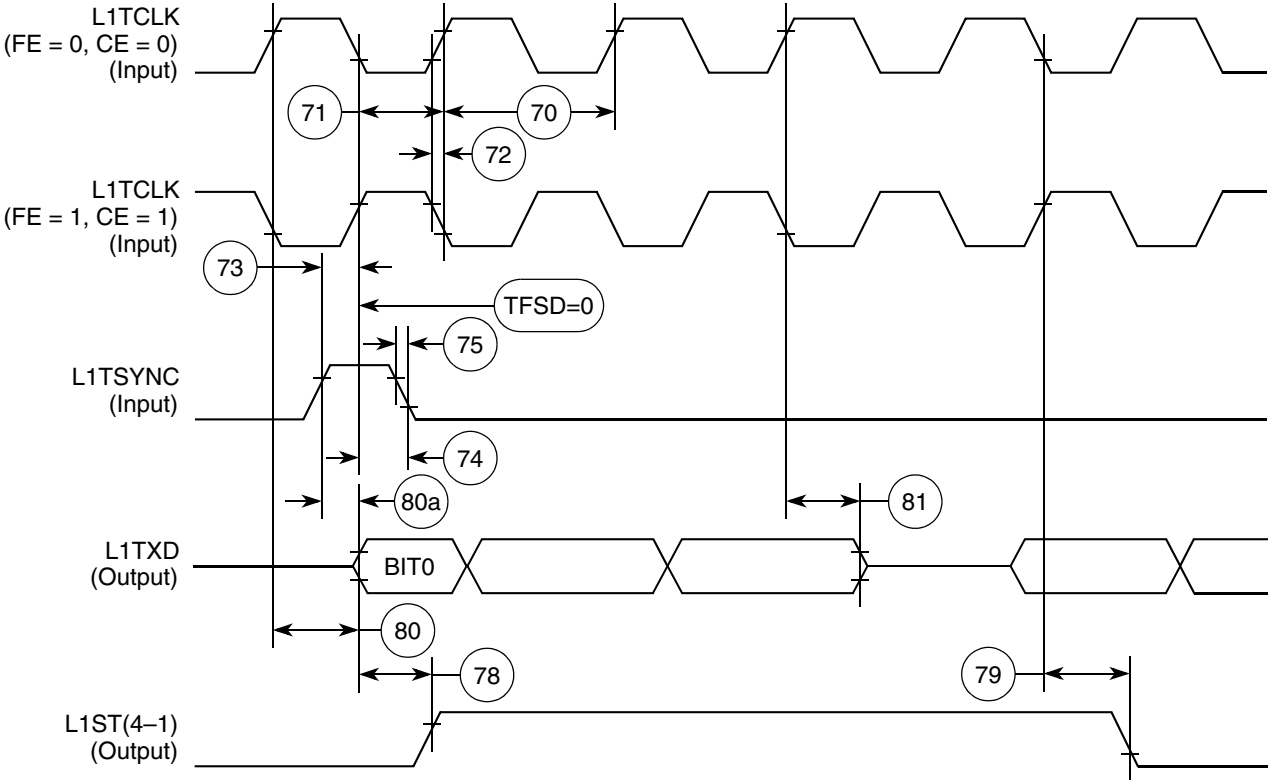 L1TCLK
(FE = 0, CE = 0)
(Input)
71
70
72
L1TCLK
(FE = 1, CE = 1)
(Input)
73
TFSD=0
75
L1TSYNC
(Input)
74
80a
81
L1TXD
(Output)
BIT0
80
78
79
L1ST(4–1)
(Output)